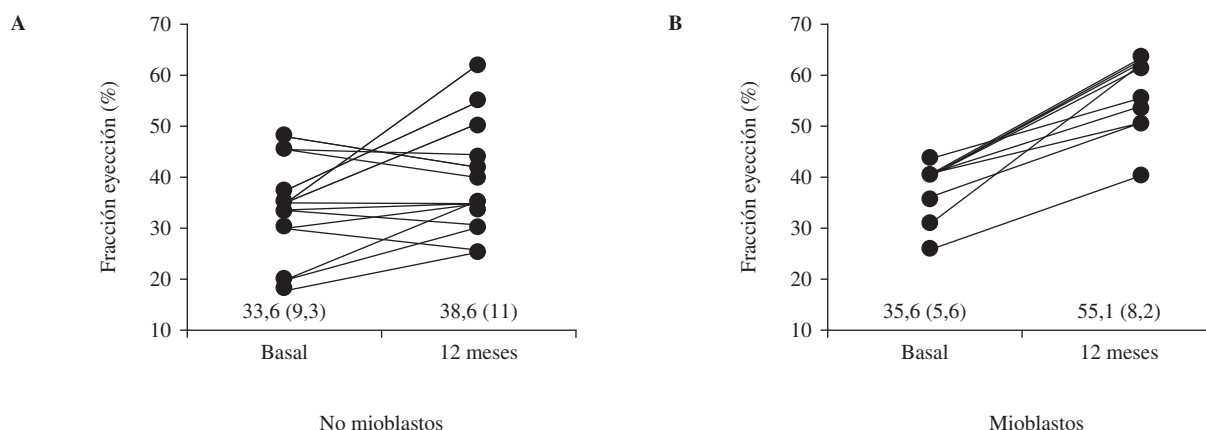 A
Fracción eyección (%)
70
60
50
40
30
20
10
33,6 (9,3)
38,6 (11)
Basal
12 meses
No mioblastos
B
Fracción eyección (%)
70
60
50
40
30
20
10
35,6 (5,6)
55,1 (8,2)
Basal
12 meses
Mioblastos